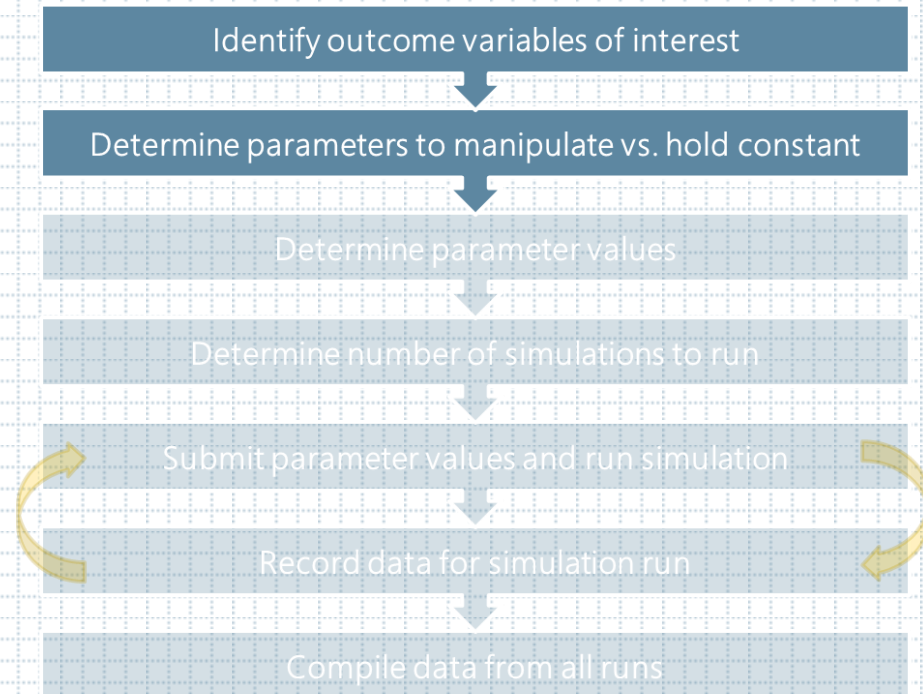 Identify outcome variables of interest
Determine parameters to manipulate vs. hold constant
Determine parameter values
Determine number of simulations to run
Submit parameter values and run simulation
Record data for simulation run
Compile data from all runs